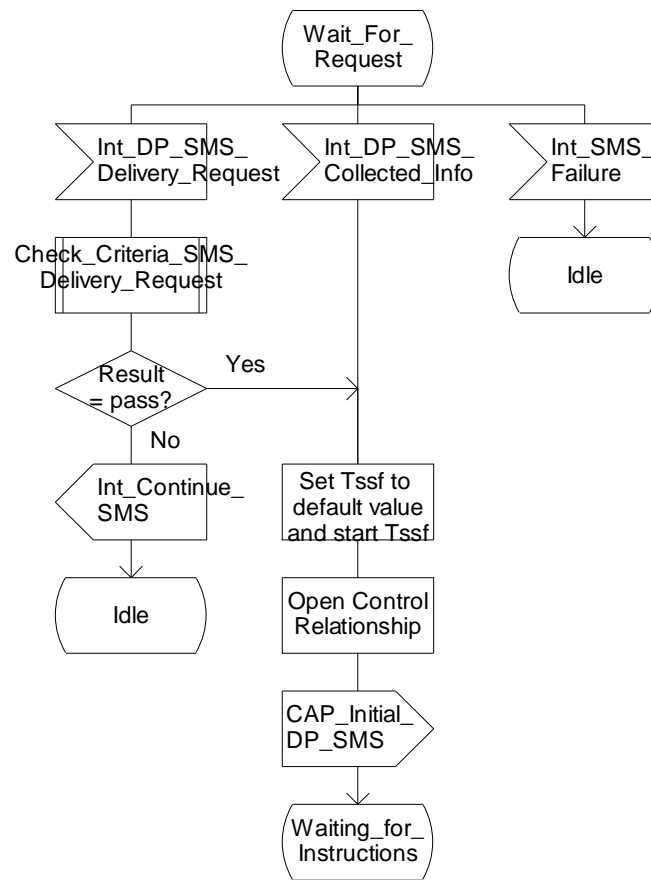 Wait_For_
Request
Int_DP_SMS_
Delivery_Request
Int_DP_SMS_
Collected_Info
Int_SMS_
Failure
Check_Criteria_SMS_
Delivery_Request
Idle
Result
= pass?
Yes
No
Int_Continue_
SMS
Set Tssf to
default value
and start Tssf
Idle
Open Control
Relationship
CAP_Initial_
DP_SMS
Waiting_for_
Instructions